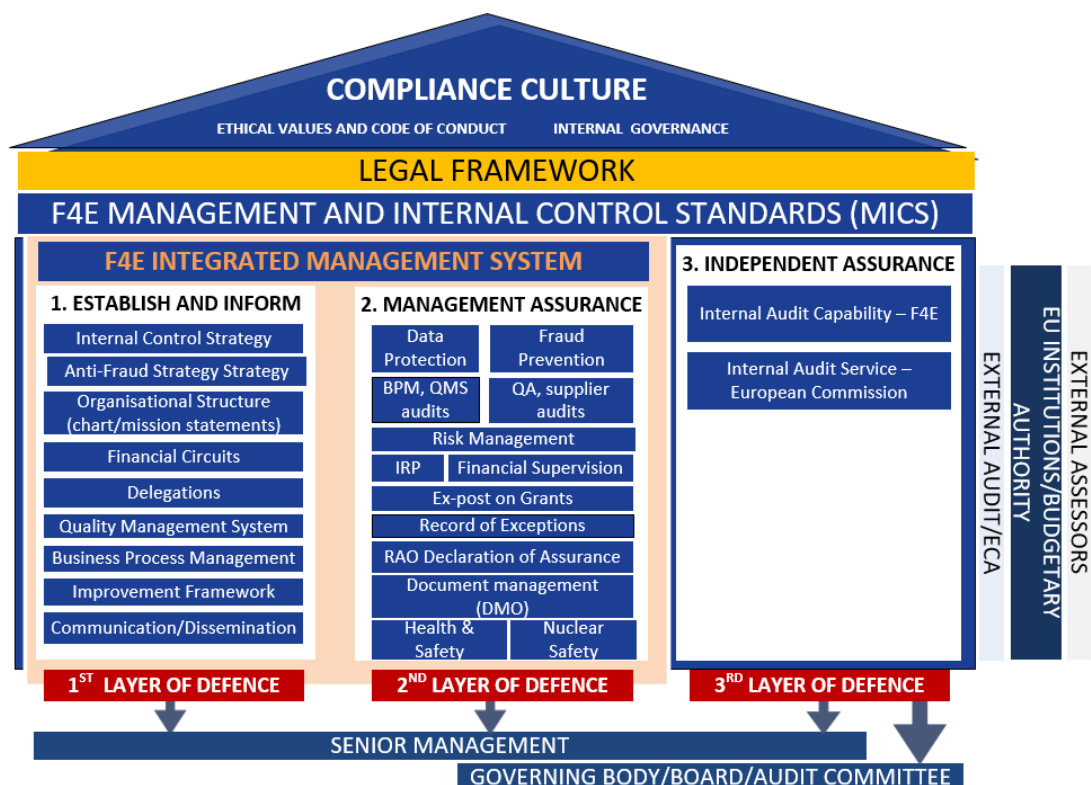 COMPLIANCE CULTURE
ETHICAL VALUES AND CODE OF CONDUCT INTERNAL GOVERNANCE
LEGAL FRAMEWORK
F4E MANAGEMENT AND INTERNAL CONTROL STANDARDS (MICS)
F4E INTEGRATED MANAGEMENT SYSTEM
1. ESTABLISH AND INFORM
Internal Control Strategy
Anti-Fraud Strategy Strategy
Organisational Structure
(chart/mission statements)
Financial Circuits
Delegations
Quality Management System
Business Process Management
Improvement Framework
Communication/Dissemination
1ST LAYER OF DEFENCE
2. MANAGEMENT ASSURANCE
Data
Protection
Fraud
Prevention
BPM, QMS
audits
QA, supplier
audits
Risk Management
IRP
Financial Supervision
Ex-post on Grants
Record of Exceptions
RAO Declaration of Assurance
Document management
(DMO)
Health &
Safety
Nuclear
Safety
2ND LAYER OF DEFENCE
3. INDEPENDENT ASSURANCE
Internal Audit Capability – F4E
Internal Audit Service –
European Commission
3RD LAYER OF DEFENCE
EXTERNAL AUDIT/ECA
EU INSTITUTIONS/BUDGETARY
AUTHORITY
EXTERNAL ASSESSORS
SENIOR MANAGEMENT
GOVERNING BODY/BOARD/AUDIT COMMITTEE